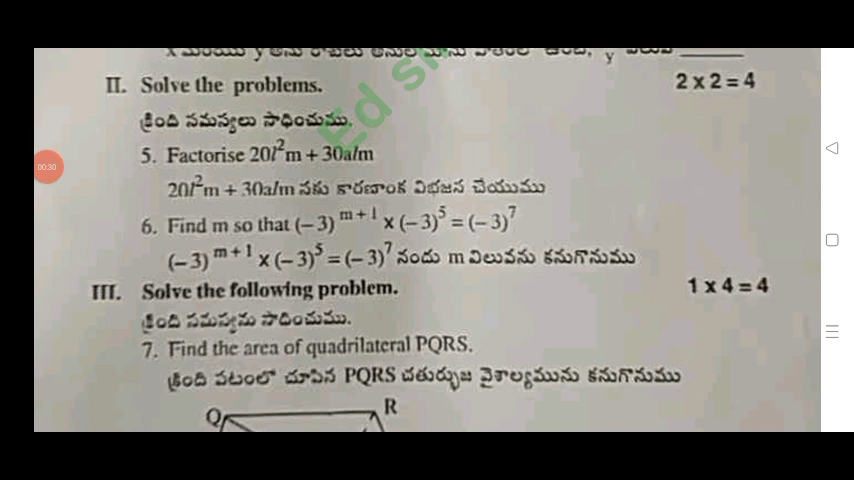 y
II. Solve the problems. 2 x 2 = 4
క్రింది సమస్యలు సాధించుము.
5. Factorise 20l²m + 30alm
20l²m + 30alm నకు కారణాంక విభజన చేయుము
6. Find m so that (– 3)ᵐ⁺¹ x (– 3)⁵ = (– 3)⁷
(– 3)ᵐ⁺¹ x (– 3)⁵ = (– 3)⁷ నందు m విలువను కనుగొనుము
III. Solve the following problem. 1 x 4 = 4
క్రింది సమస్యను సాధించుము.
7. Find the area of quadrilateral PQRS.
క్రింది పటంలో చూపిన PQRS చతుర్భుజ వైశాల్యమును కనుగొనుము
Q R
00:30
Ed